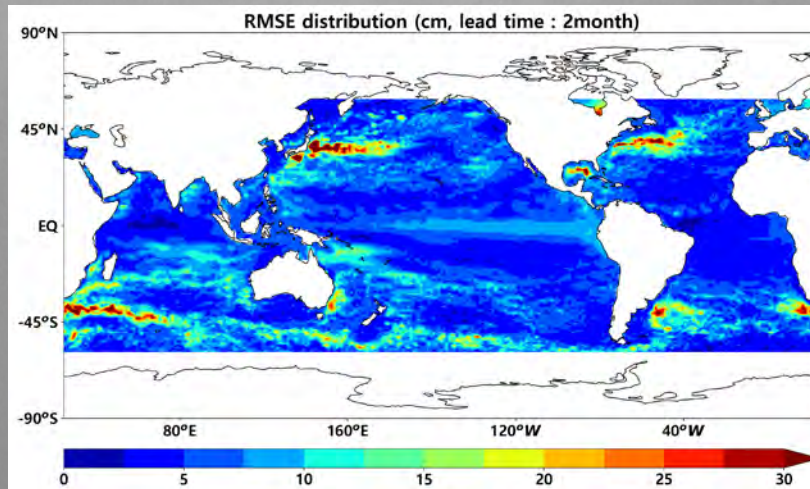 RMSE distribution (cm, lead time : 2month)
90°N
45°N
EQ
-45°S
-90°S
80°E
160°E
120°W
40°W
0
5
10
15
20
25
30